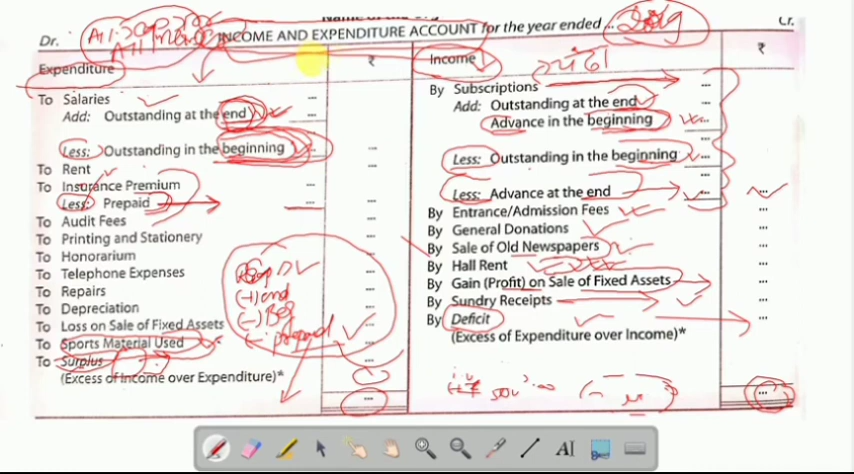 Dr.
INCOME AND EXPENDITURE ACCOUNT for the year ended ...
Cr.
Expenditure
₹
Income
₹
To Salaries ...
Add: Outstanding at the end ...
Less: Outstanding in the beginning ... ...
To Rent ...
To Insurance Premium ...
Less: Prepaid ... ...
To Audit Fees ...
To Printing and Stationery ...
To Honorarium ...
To Telephone Expenses ...
To Repairs ...
To Depreciation ...
To Loss on Sale of Fixed Assets ...
To Sports Material Used ...
To Surplus ...
(Excess of Income over Expenditure)*
...
By Subscriptions ...
Add: Outstanding at the end ...
Advance in the beginning ...
Less: Outstanding in the beginning ...
Less: Advance at the end ... ...
By Entrance/Admission Fees ...
By General Donations ...
By Sale of Old Newspapers ...
By Hall Rent ...
By Gain (Profit) on Sale of Fixed Assets ...
By Sundry Receipts ...
By Deficit ...
(Excess of Expenditure over Income)*
...
end
Beg
prepaid
AI